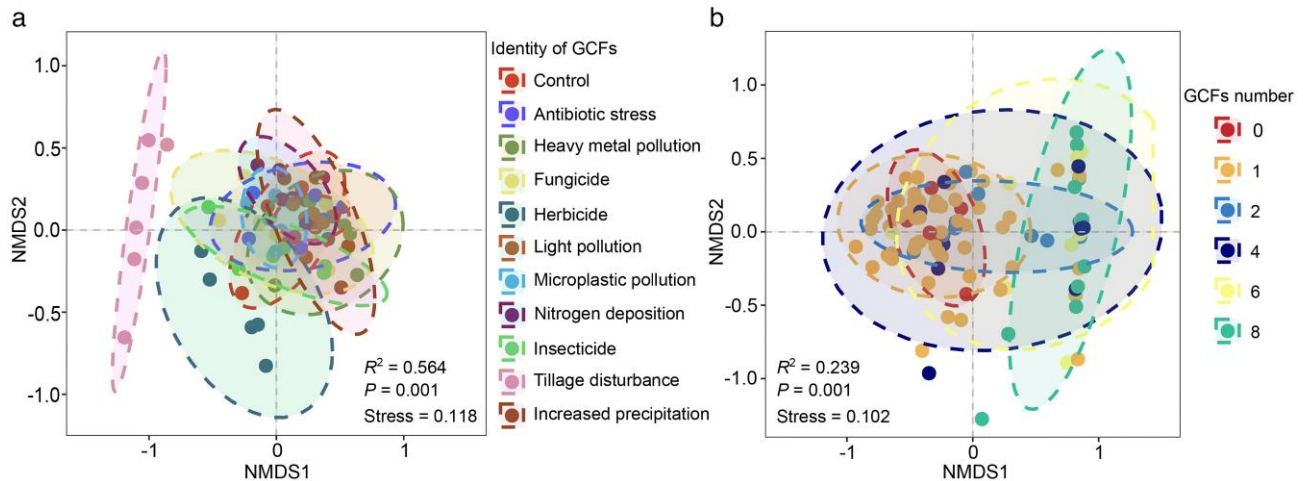 a
NMDS2
1.0
0.5
0.0
-0.5
-1.0
-1
0
1
NMDS1
R² = 0.564
P = 0.001
Stress = 0.118
Identity of GCFs
Control
Antibiotic stress
Heavy metal pollution
Fungicide
Herbicide
Light pollution
Microplastic pollution
Nitrogen deposition
Insecticide
Tillage disturbance
Increased precipitation
b
NMDS2
1.0
0.5
0.0
-0.5
-1.0
-1
0
1
NMDS1
R² = 0.239
P = 0.001
Stress = 0.102
GCFs number
0
1
2
4
6
8